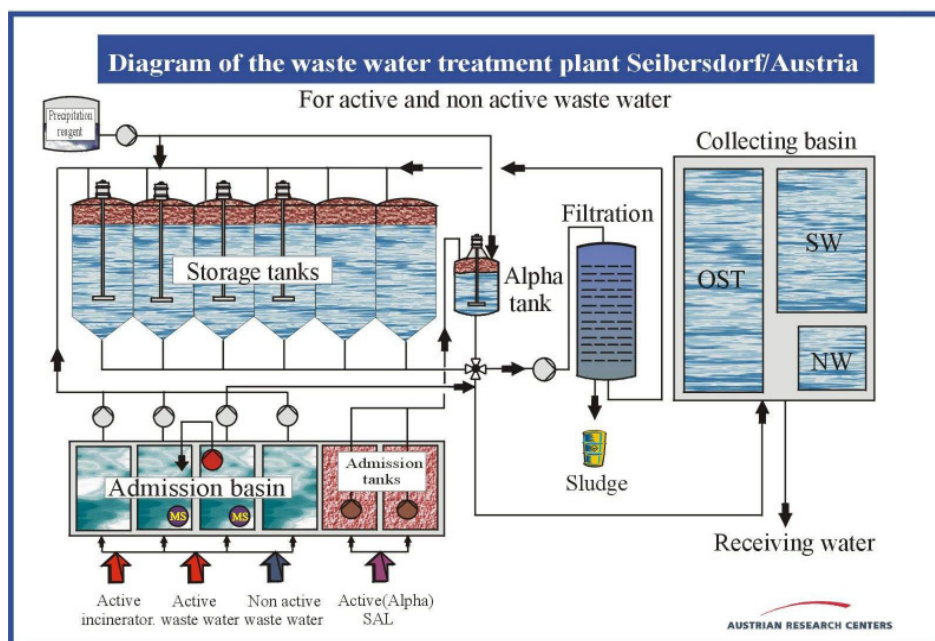 Diagram of the waste water treatment plant Seibersdorf/Austria
For active and non active waste water
Precipitation
reagent
Collecting basin
Filtration
SW
Storage tanks
Alpha
tank
OST
NW
Admission basin
Admission
tanks
MS
MS
Sludge
Receiving water
Active
incinerator.
Active
waste water
Non active
waste water
Active(Alpha)
SAL
AUSTRIAN RESEARCH CENTERS